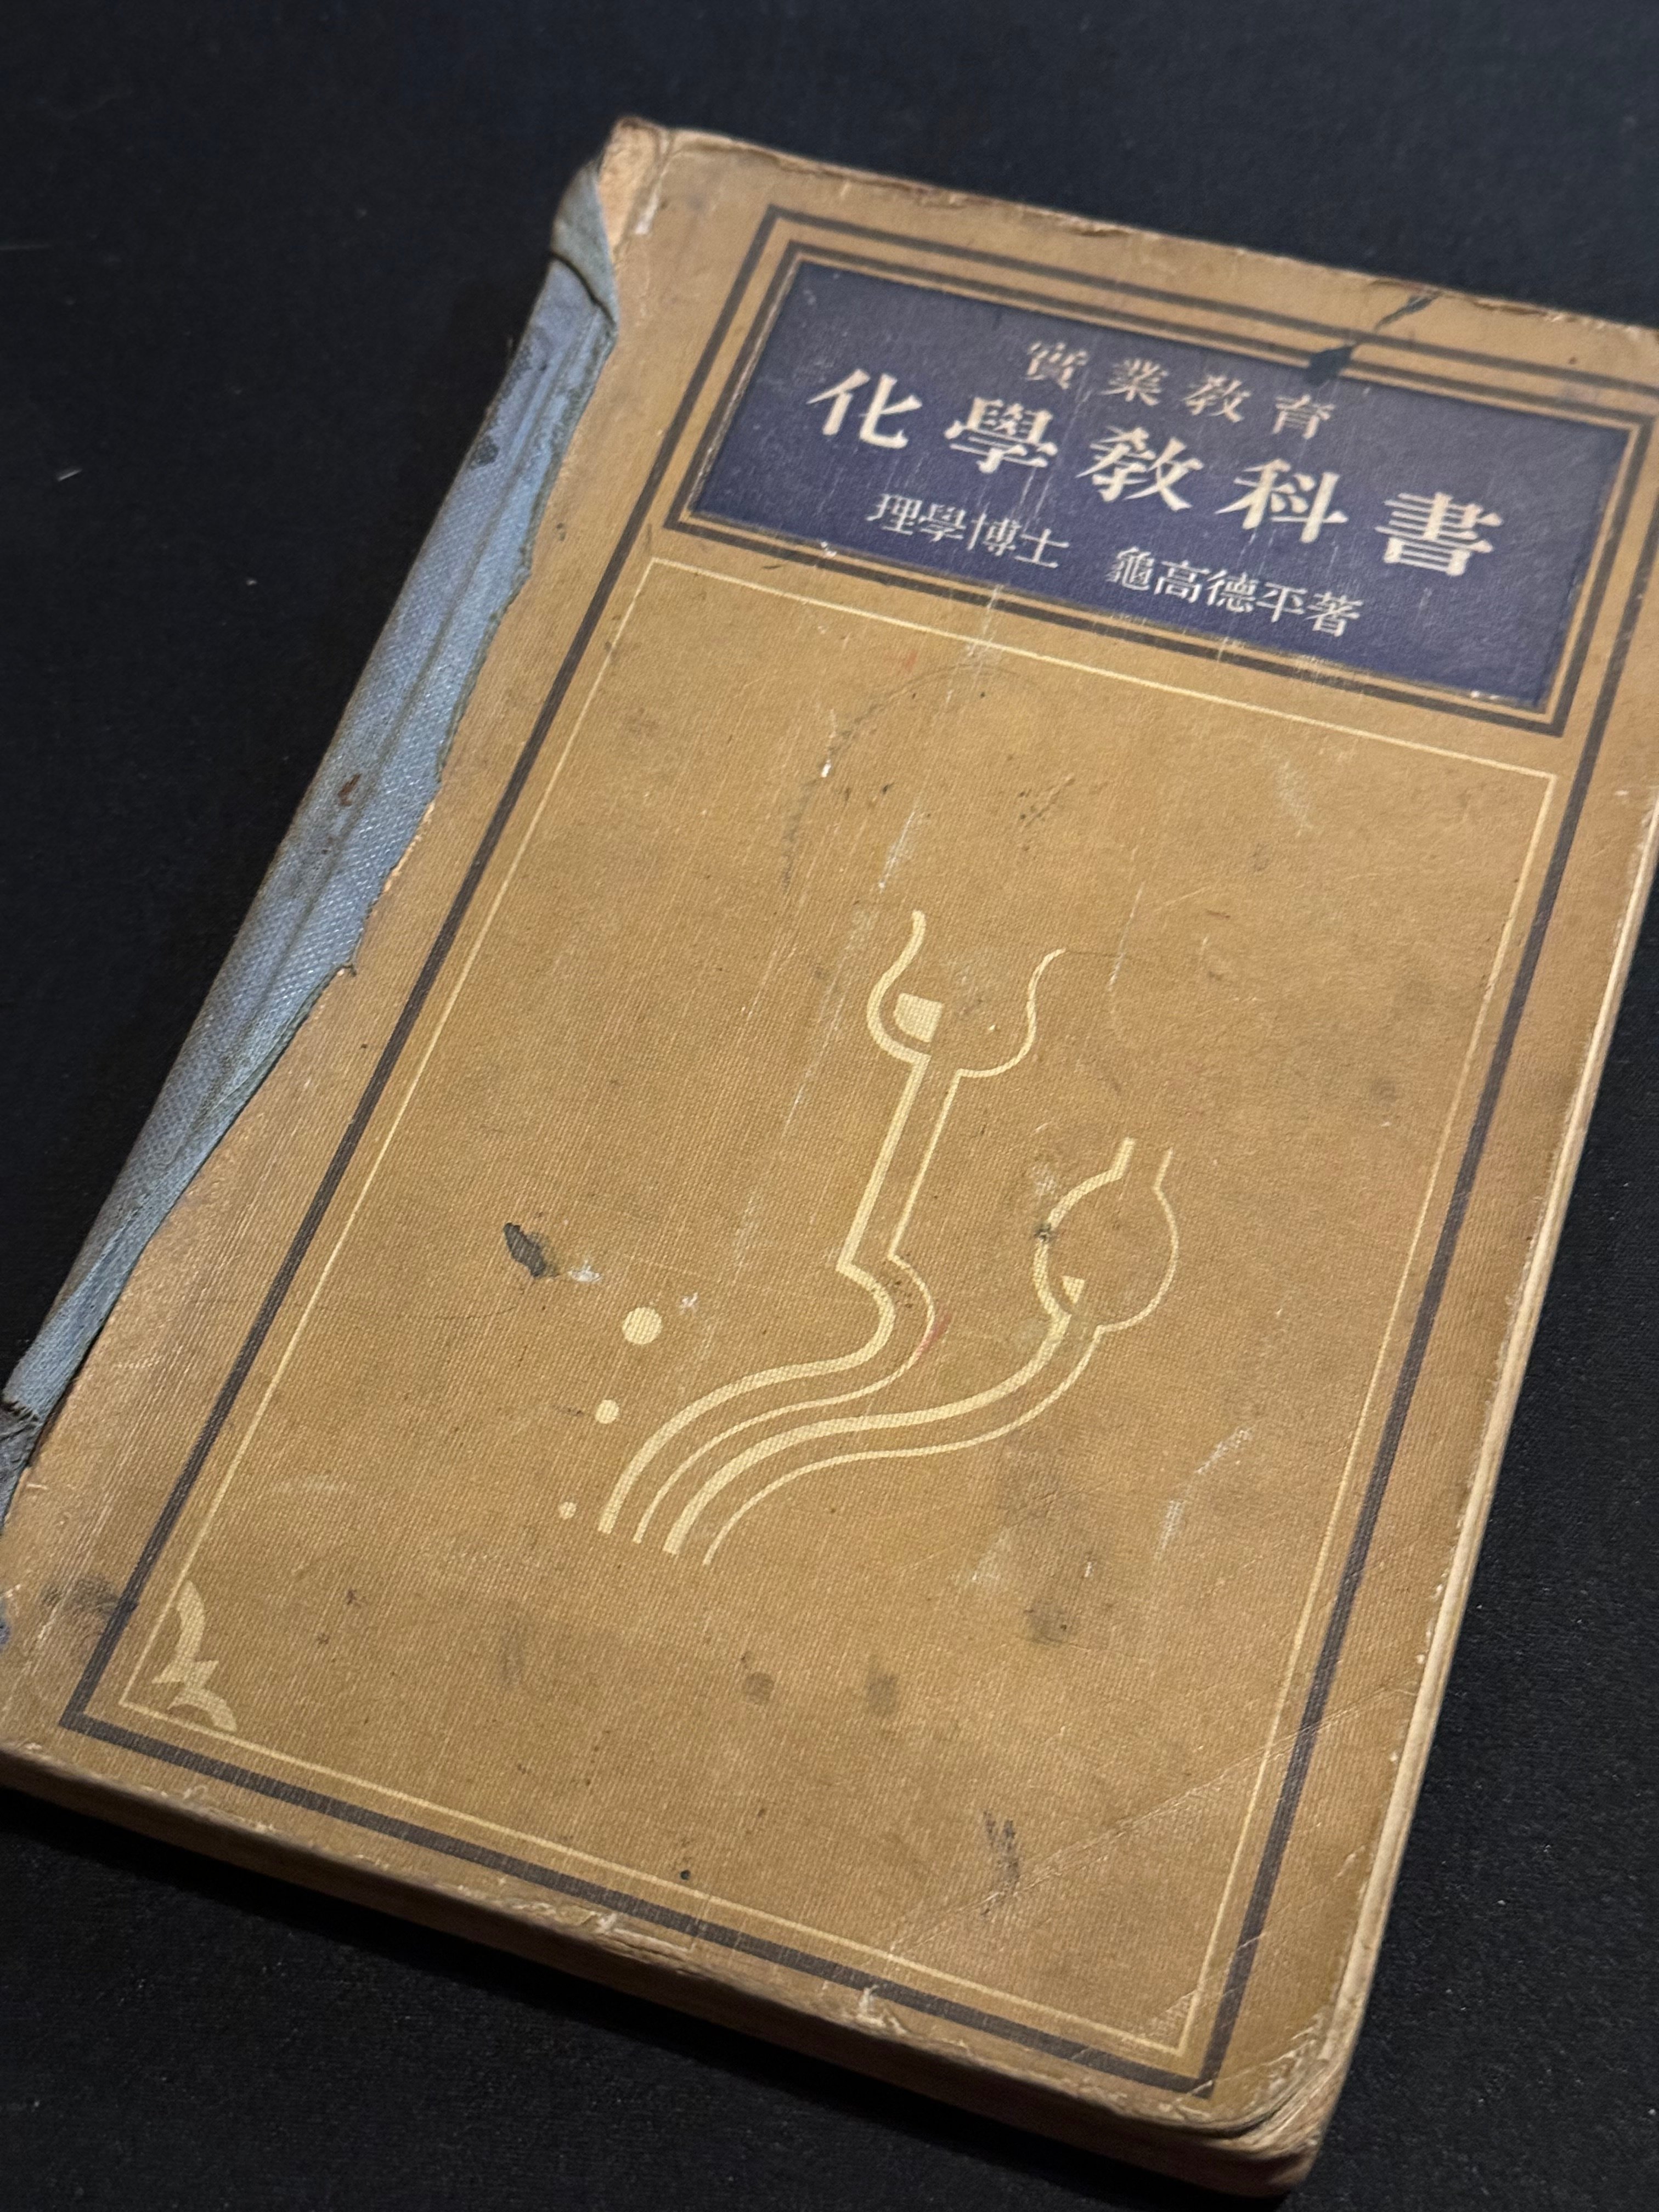 實業教育
化學教科書
理學博士 龜高德平著